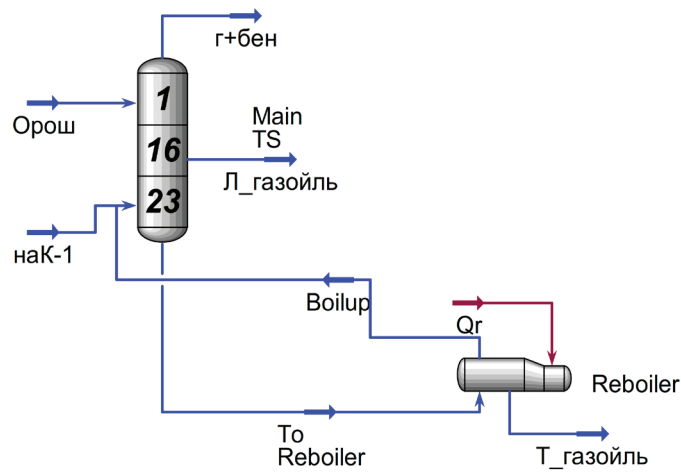 г+бен
1
Орош
Main
TS
16
Л_газойль
23
наК-1
Boilup
Qr
Reboiler
To
Reboiler
Т_газойль